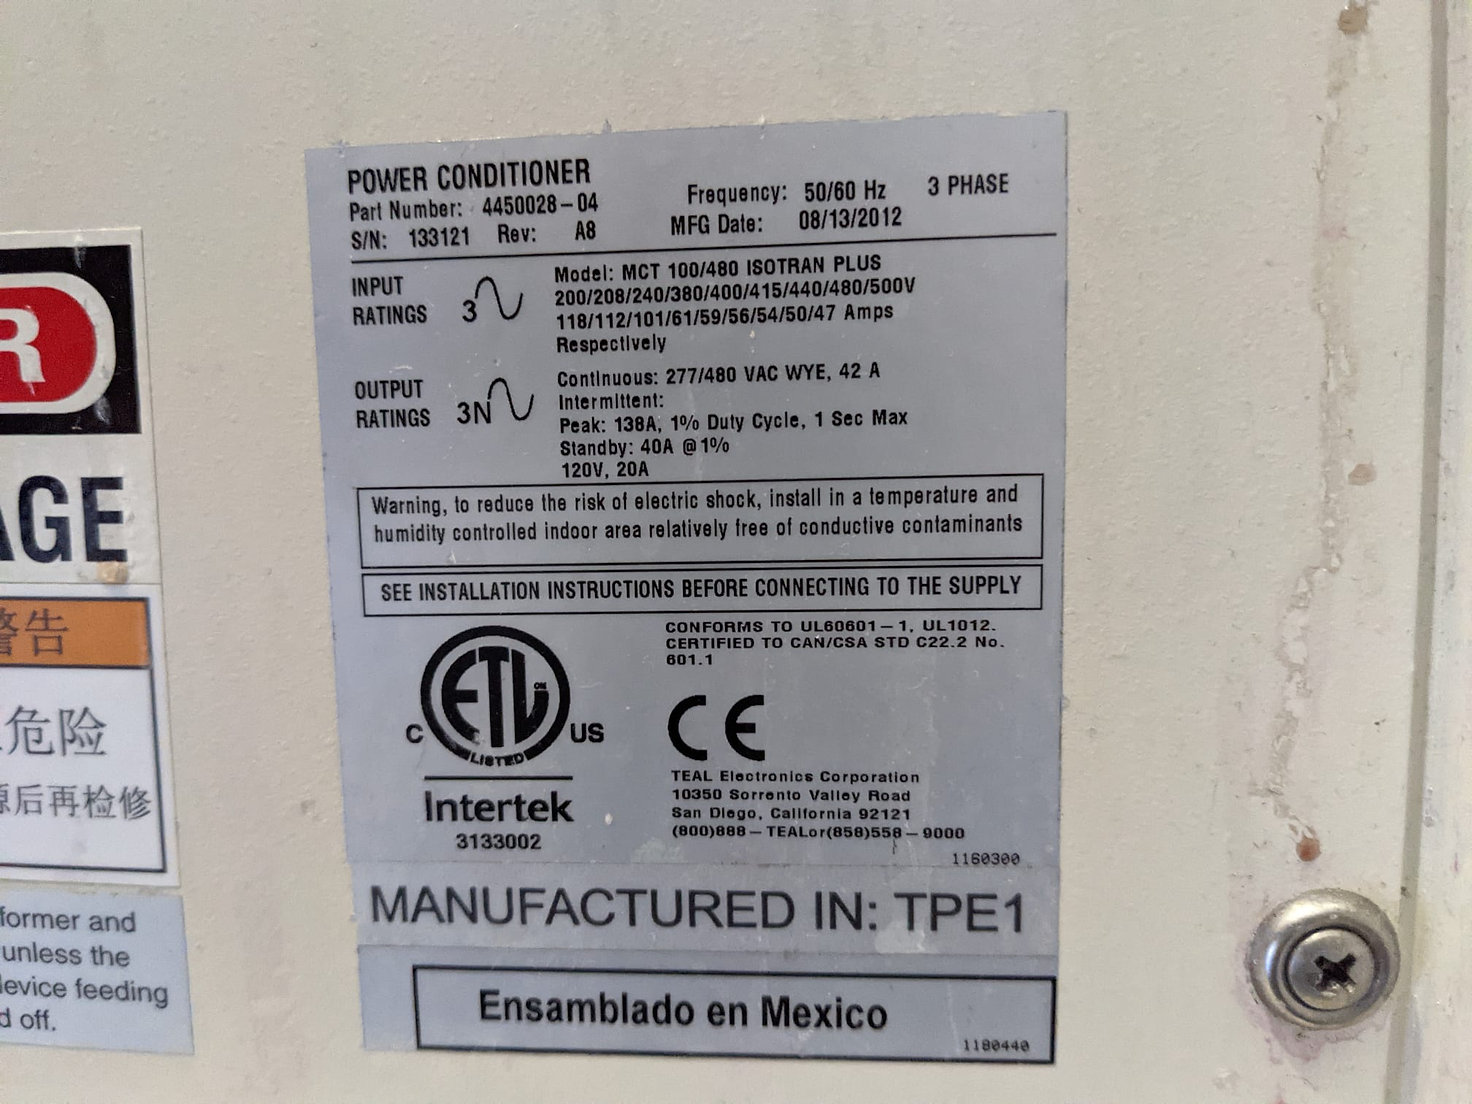 POWER CONDITIONER
Part Number: 4450028-04
S/N: 133121 Rev: A8
Frequency: 50/60 Hz 3 PHASE
MFG Date: 08/13/2012
INPUT
RATINGS
3
Model: MCT 100/480 ISOTRAN PLUS
200/208/240/380/400/415/440/480/500V
118/112/101/61/59/56/54/50/47 Amps
Respectively
OUTPUT
RATINGS
3N
Continuous: 277/480 VAC WYE, 42 A
Intermittent:
Peak: 138A, 1% Duty Cycle, 1 Sec Max
Standby: 40A @1%
120V, 20A
Warning, to reduce the risk of electric shock, install in a temperature and
humidity controlled indoor area relatively free of conductive contaminants
SEE INSTALLATION INSTRUCTIONS BEFORE CONNECTING TO THE SUPPLY
CONFORMS TO UL60601-1, UL1012.
CERTIFIED TO CAN/CSA STD C22.2 No.
601.1
C ETL US
LISTED
Intertek
3133002
CE
TEAL Electronics Corporation
10350 Sorrento Valley Road
San Diego, California 92121
(800)888-TEALor(858)558-9000
1160300
MANUFACTURED IN: TPE1
Ensamblado en Mexico
1180440
R
AGE
警告
危险
源后再检修
former and
unless the
device feeding
d off.